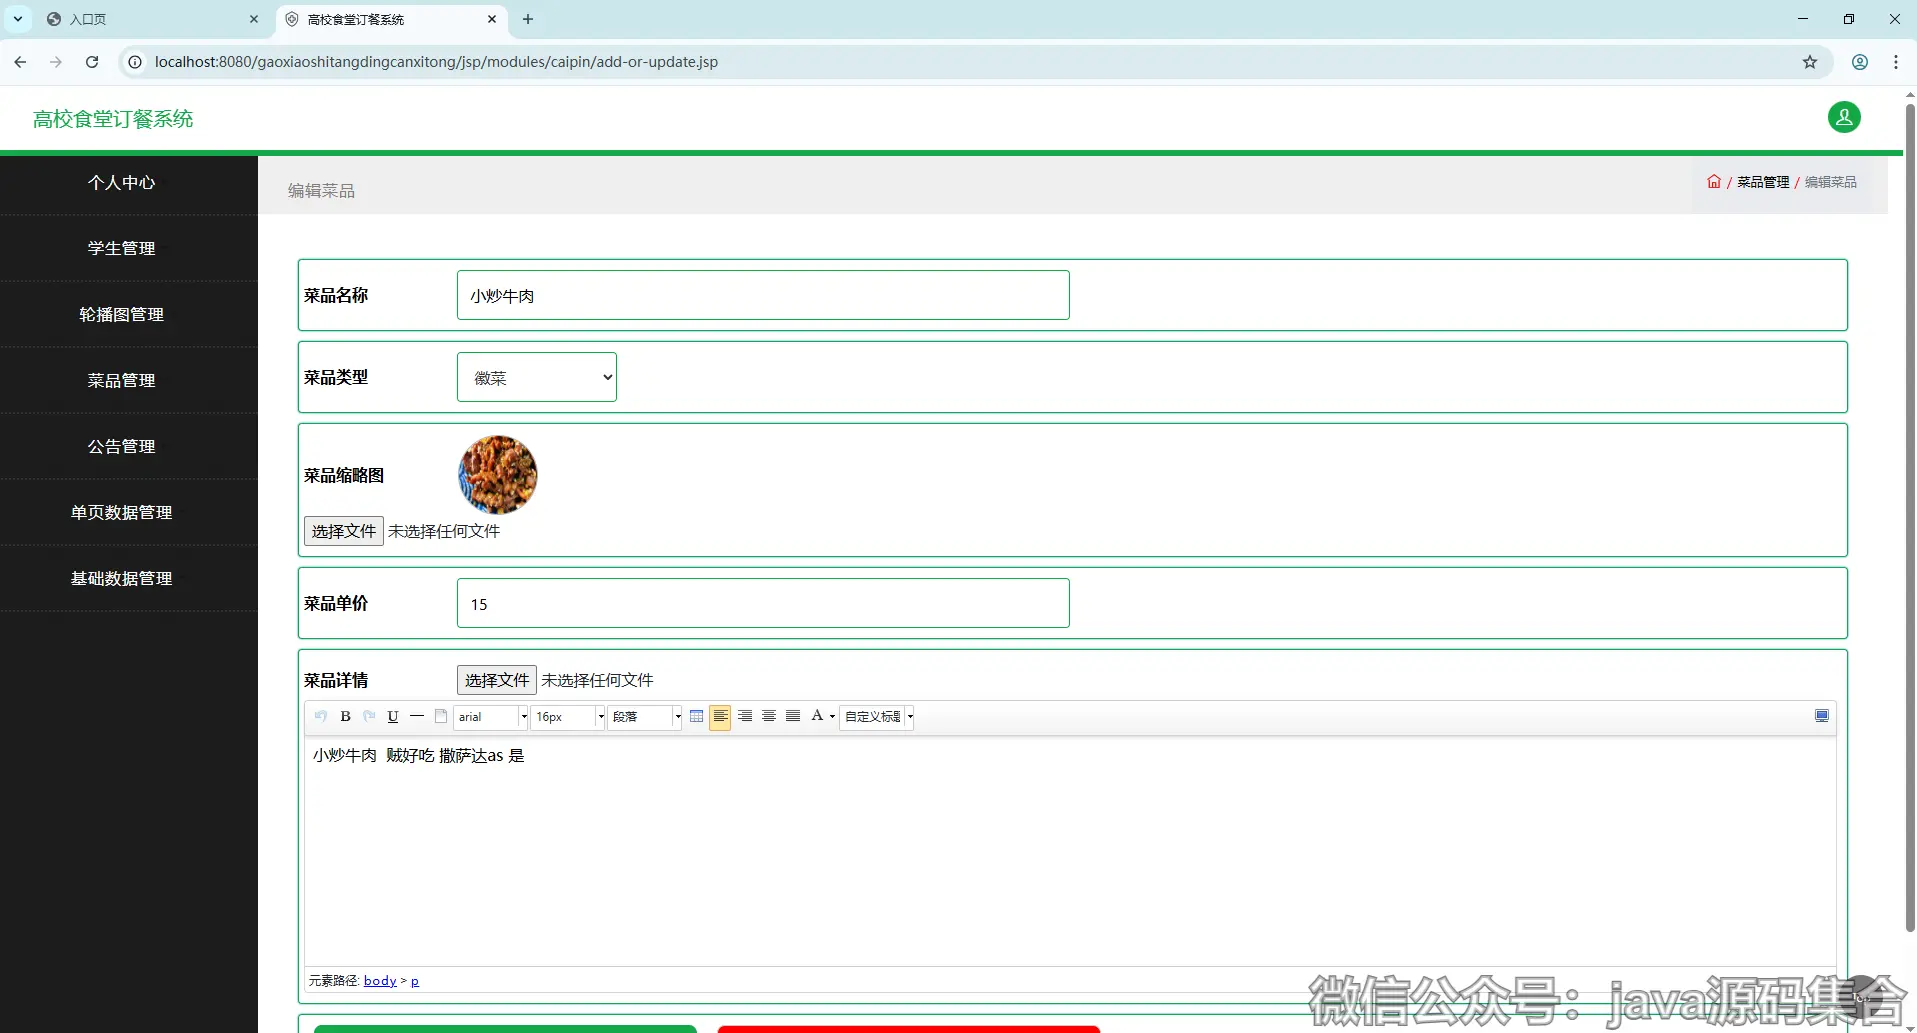 入口页
高校食堂订餐系统
localhost:8080/gaoxiaoshitangdingcanxitong/jsp/modules/caipin/add-or-update.jsp
高校食堂订餐系统
个人中心
学生管理
轮播图管理
菜品管理
公告管理
单页数据管理
基础数据管理
编辑菜品
/ 菜品管理 / 编辑菜品
菜品名称 小炒牛肉
菜品类型 徽菜
菜品缩略图
选择文件 未选择任何文件
菜品单价 15
菜品详情 选择文件 未选择任何文件
B U arial 16px 段落 A 自定义标题
小炒牛肉 贼好吃 撒萨达as 是
元素路径: body > p
微信公众号：java源码集合